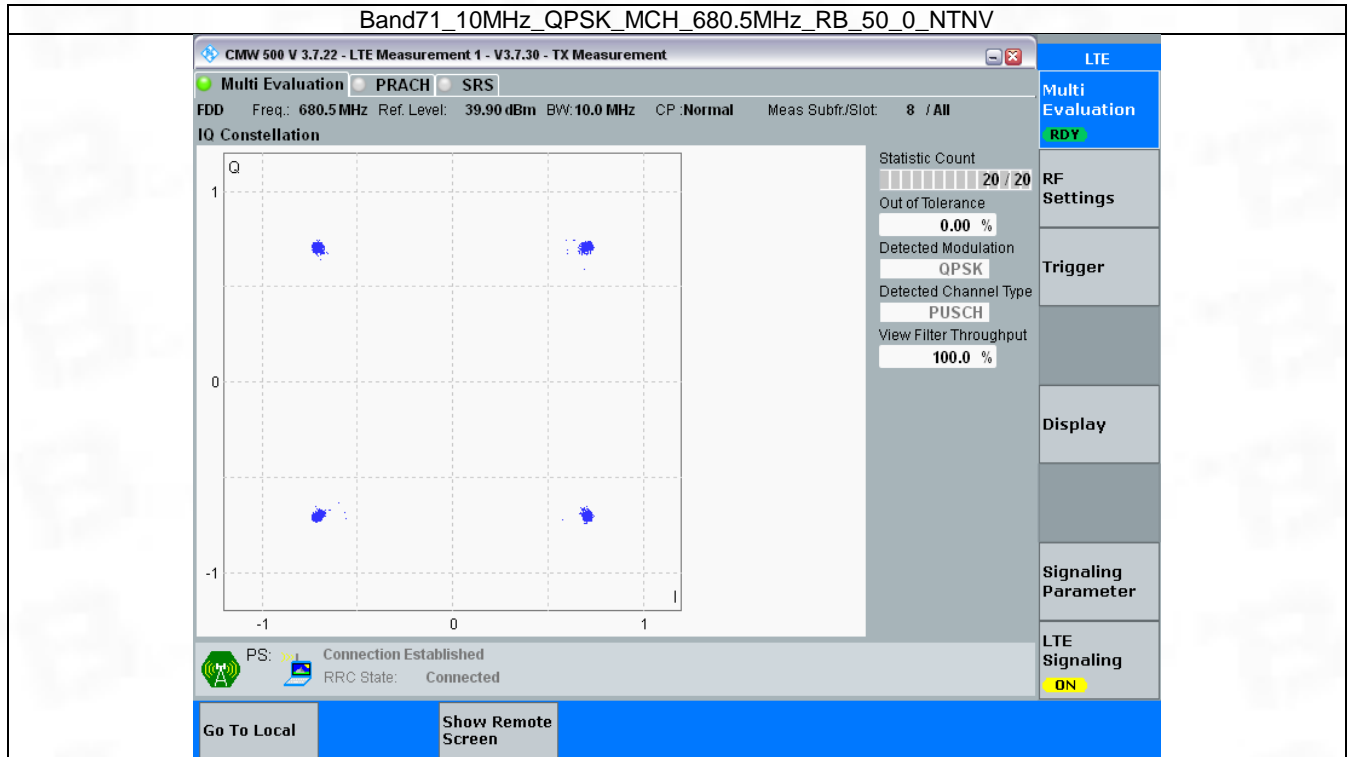 Band71_10MHz_QPSK_MCH_680.5MHz_RB_50_0_NTNV
CMW 500 V 3.7.22 - LTE Measurement 1 - V3.7.30 - TX Measurement
LTE
Multi Evaluation PRACH SRS
Multi
Evaluation
RDY
FDD Freq.: 680.5 MHz Ref. Level: 39.90 dBm BW: 10.0 MHz CP :Normal Meas Subfr./Slot: 8 / All
IQ Constellation
Q
1
0
-1
-1 0 1
I
Statistic Count
20 / 20
Out of Tolerance
0.00 %
Detected Modulation
QPSK
Detected Channel Type
PUSCH
View Filter Throughput
100.0 %
RF
Settings
Trigger
Display
Signaling
Parameter
LTE
Signaling
ON
PS: Connection Established
RRC State: Connected
Go To Local
Show Remote
Screen